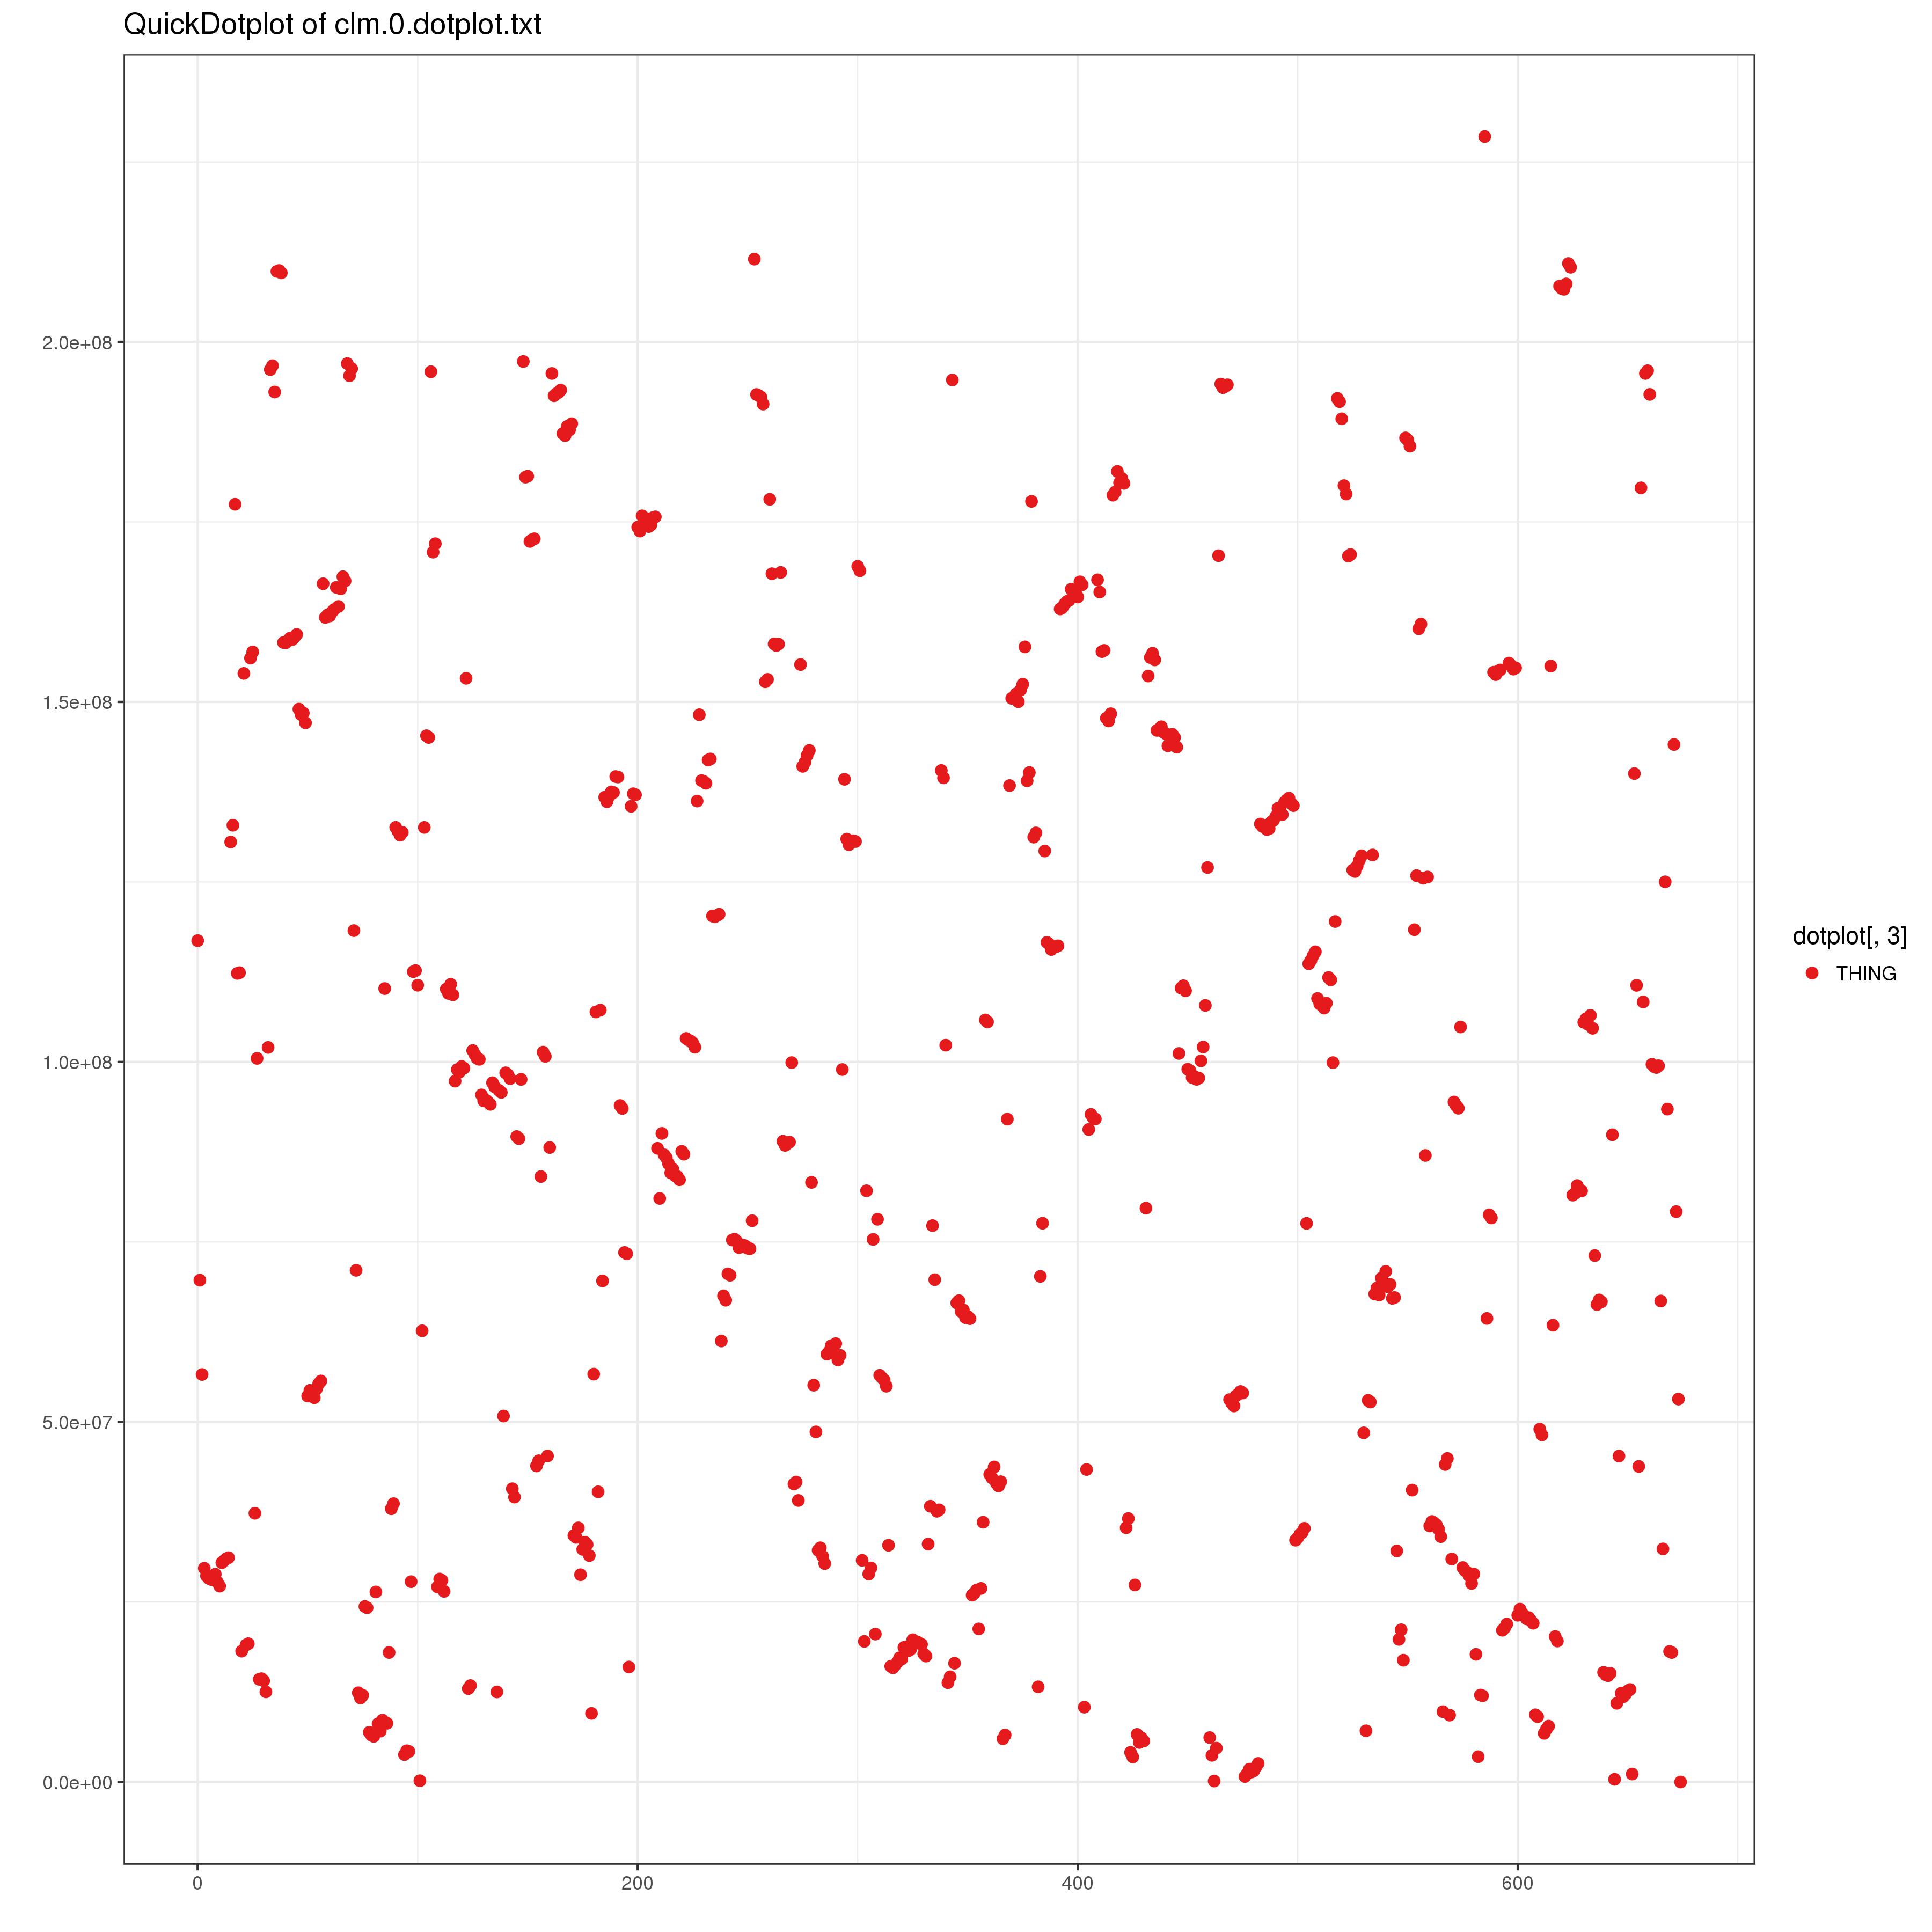 QuickDotplot of clm.0.dotplot.txt
2.0e+08
1.5e+08
1.0e+08
5.0e+07
0.0e+00
0
200
400
600
dotplot[, 3]
THING